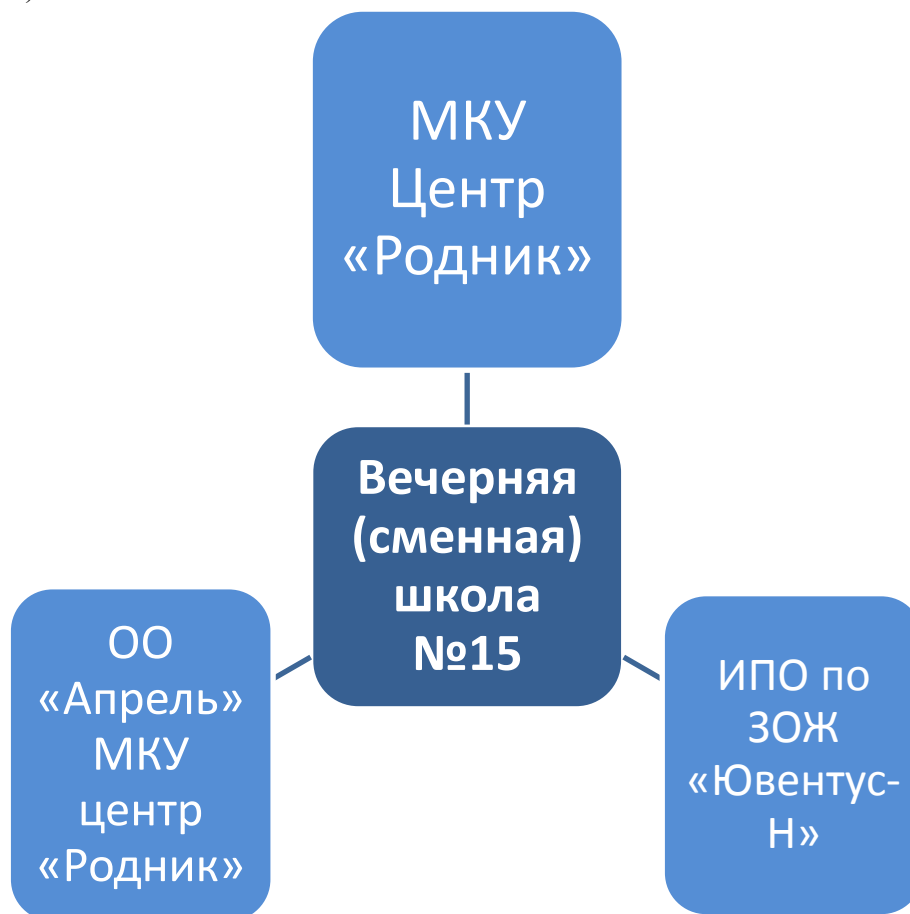 МКУ
Центр
«Родник»
Вечерняя
(сменная)
школа
№15
ОО
«Апрель»
МКУ
центр
«Родник»
ИПО по
ЗОЖ
«Ювентус-
Н»